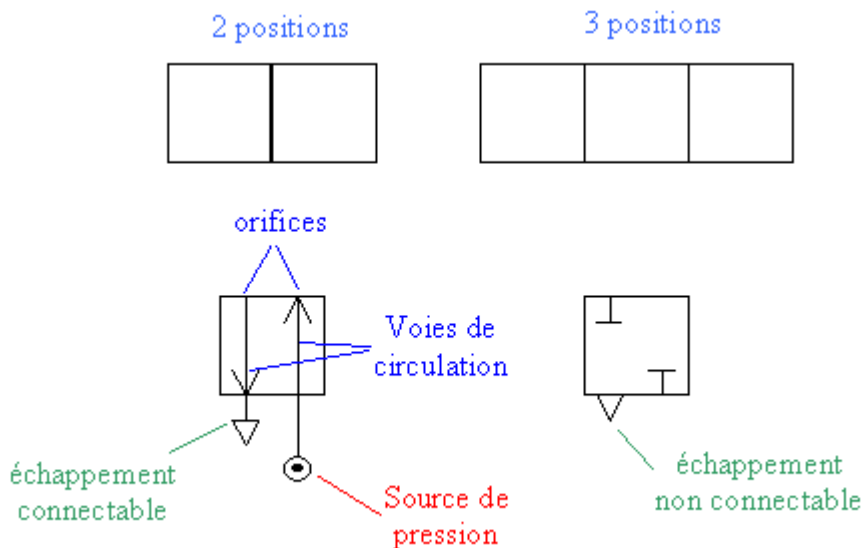 2 positions
3 positions
orifices
Voies de
circulation
échappement
connectable
Source de
pression
échappement
non connectable